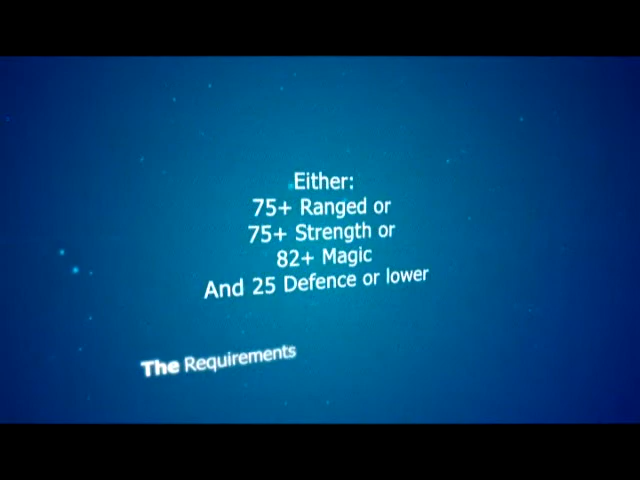 Either:
75+ Ranged or
75+ Strength or
82+ Magic
And 25 Defence or lower
The Requirements